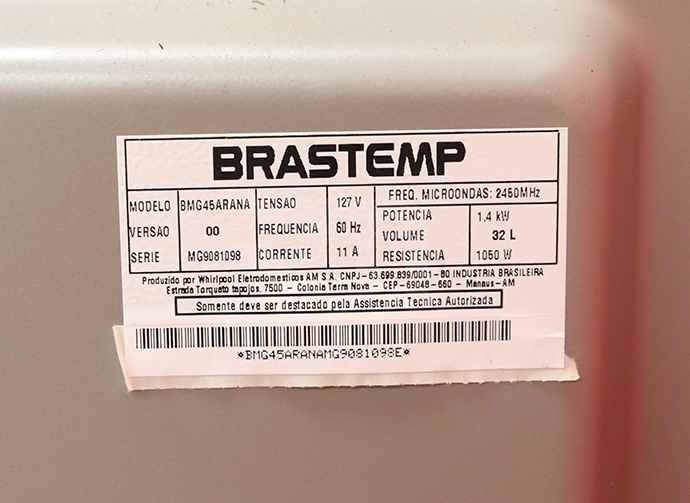 BRASTEMP
MODELO BMG45ARANA TENSAO 127 V FREQ. MICROONDAS: 2450MHz
VERSAO 00 FREQUENCIA 60 Hz POTENCIA 1,4 kW
SERIE MG9081098 CORRENTE 11 A VOLUME 32 L
RESISTENCIA 1050 W
Produzido por Whirlpool Eletrodomesticos AM S.A. CNPJ - 63.699.839/0001-80 INDUSTRIA BRASILEIRA
Estrada Torquato tapajos, 7500 - Colonia Terra Nova - CEP - 69048-660 - Manaus - AM
Somente deve ser destacado pela Assistencia Tecnica Autorizada
*BMG45ARANAMG9081098E*